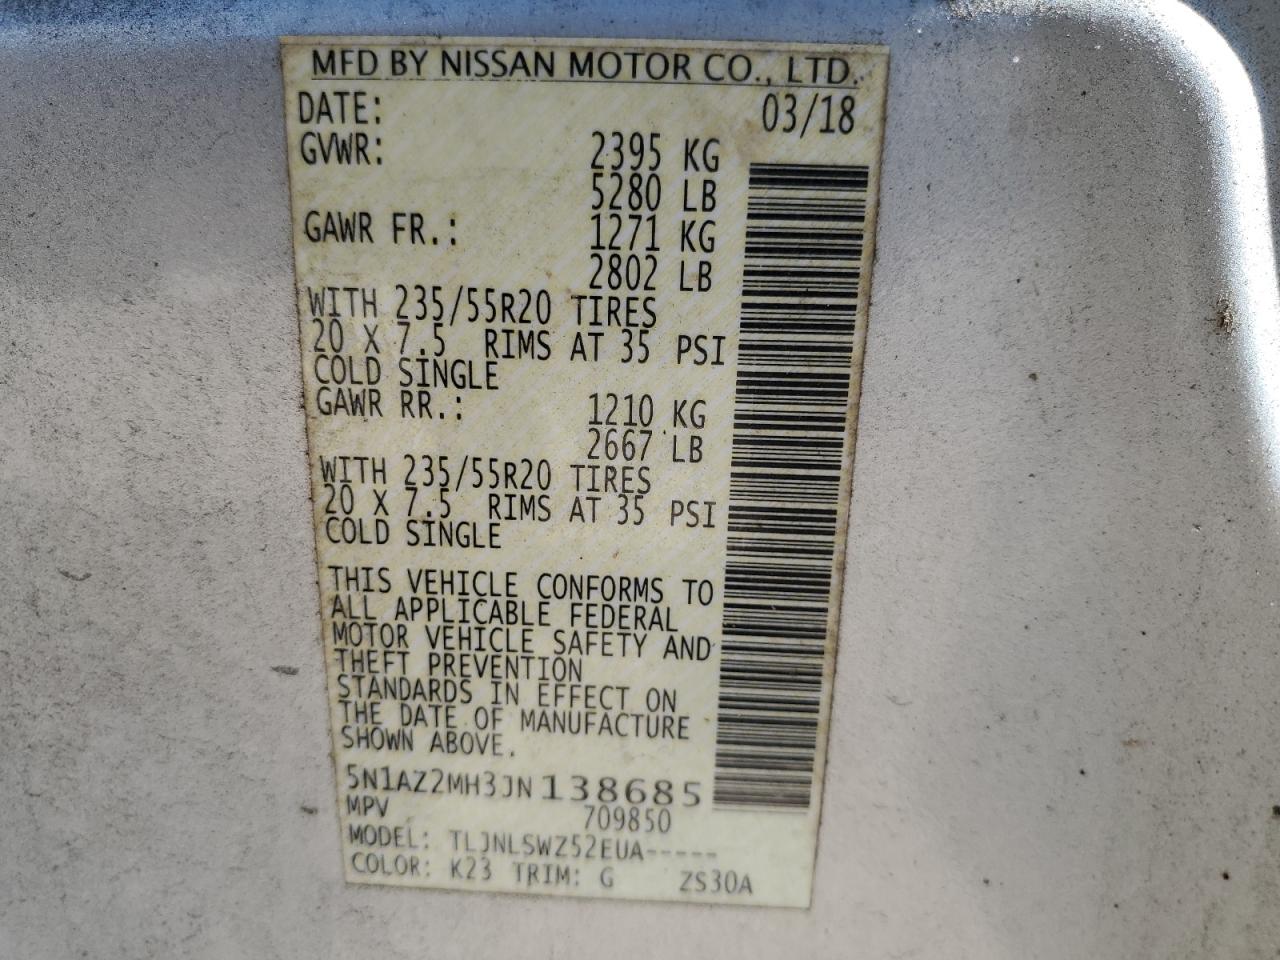 MFD BY NISSAN MOTOR CO., LTD.
DATE: 03/18
GVWR: 2395 KG
5280 LB
GAWR FR.: 1271 KG
2802 LB
WITH 235/55R20 TIRES
20 X 7.5 RIMS AT 35 PSI
COLD SINGLE
GAWR RR.: 1210 KG
2667 LB
WITH 235/55R20 TIRES
20 X 7.5 RIMS AT 35 PSI
COLD SINGLE
THIS VEHICLE CONFORMS TO
ALL APPLICABLE FEDERAL
MOTOR VEHICLE SAFETY AND
THEFT PREVENTION
STANDARDS IN EFFECT ON
THE DATE OF MANUFACTURE
SHOWN ABOVE.
5N1AZ2MH3JN138685
MPV 709850
MODEL: TLJNLSWZ52EUA-----
COLOR: K23 TRIM: G ZS30A